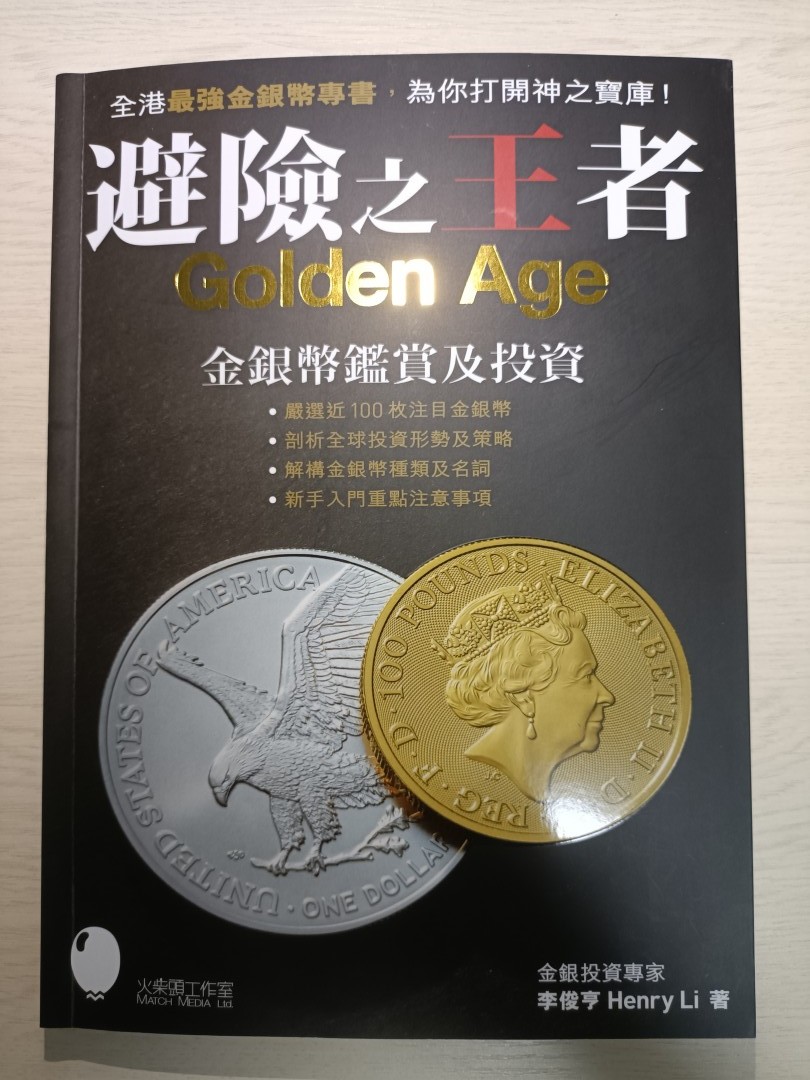 全港最強金銀幣專書，為你打開神之寶庫！
避險之王者
Golden Age
金銀幣鑑賞及投資
• 嚴選近 100 枚注目金銀幣
• 剖析全球投資形勢及策略
• 解構金銀幣種類及名詞
• 新手入門重點注意事項
UNITED STATES OF AMERICA · ONE DOLLAR
REG · F · D · 100 POUNDS · ELIZABETH II · D
JC
火柴頭工作室
MATCH MEDIA Ltd.
金銀投資專家
李俊亨 Henry Li 著